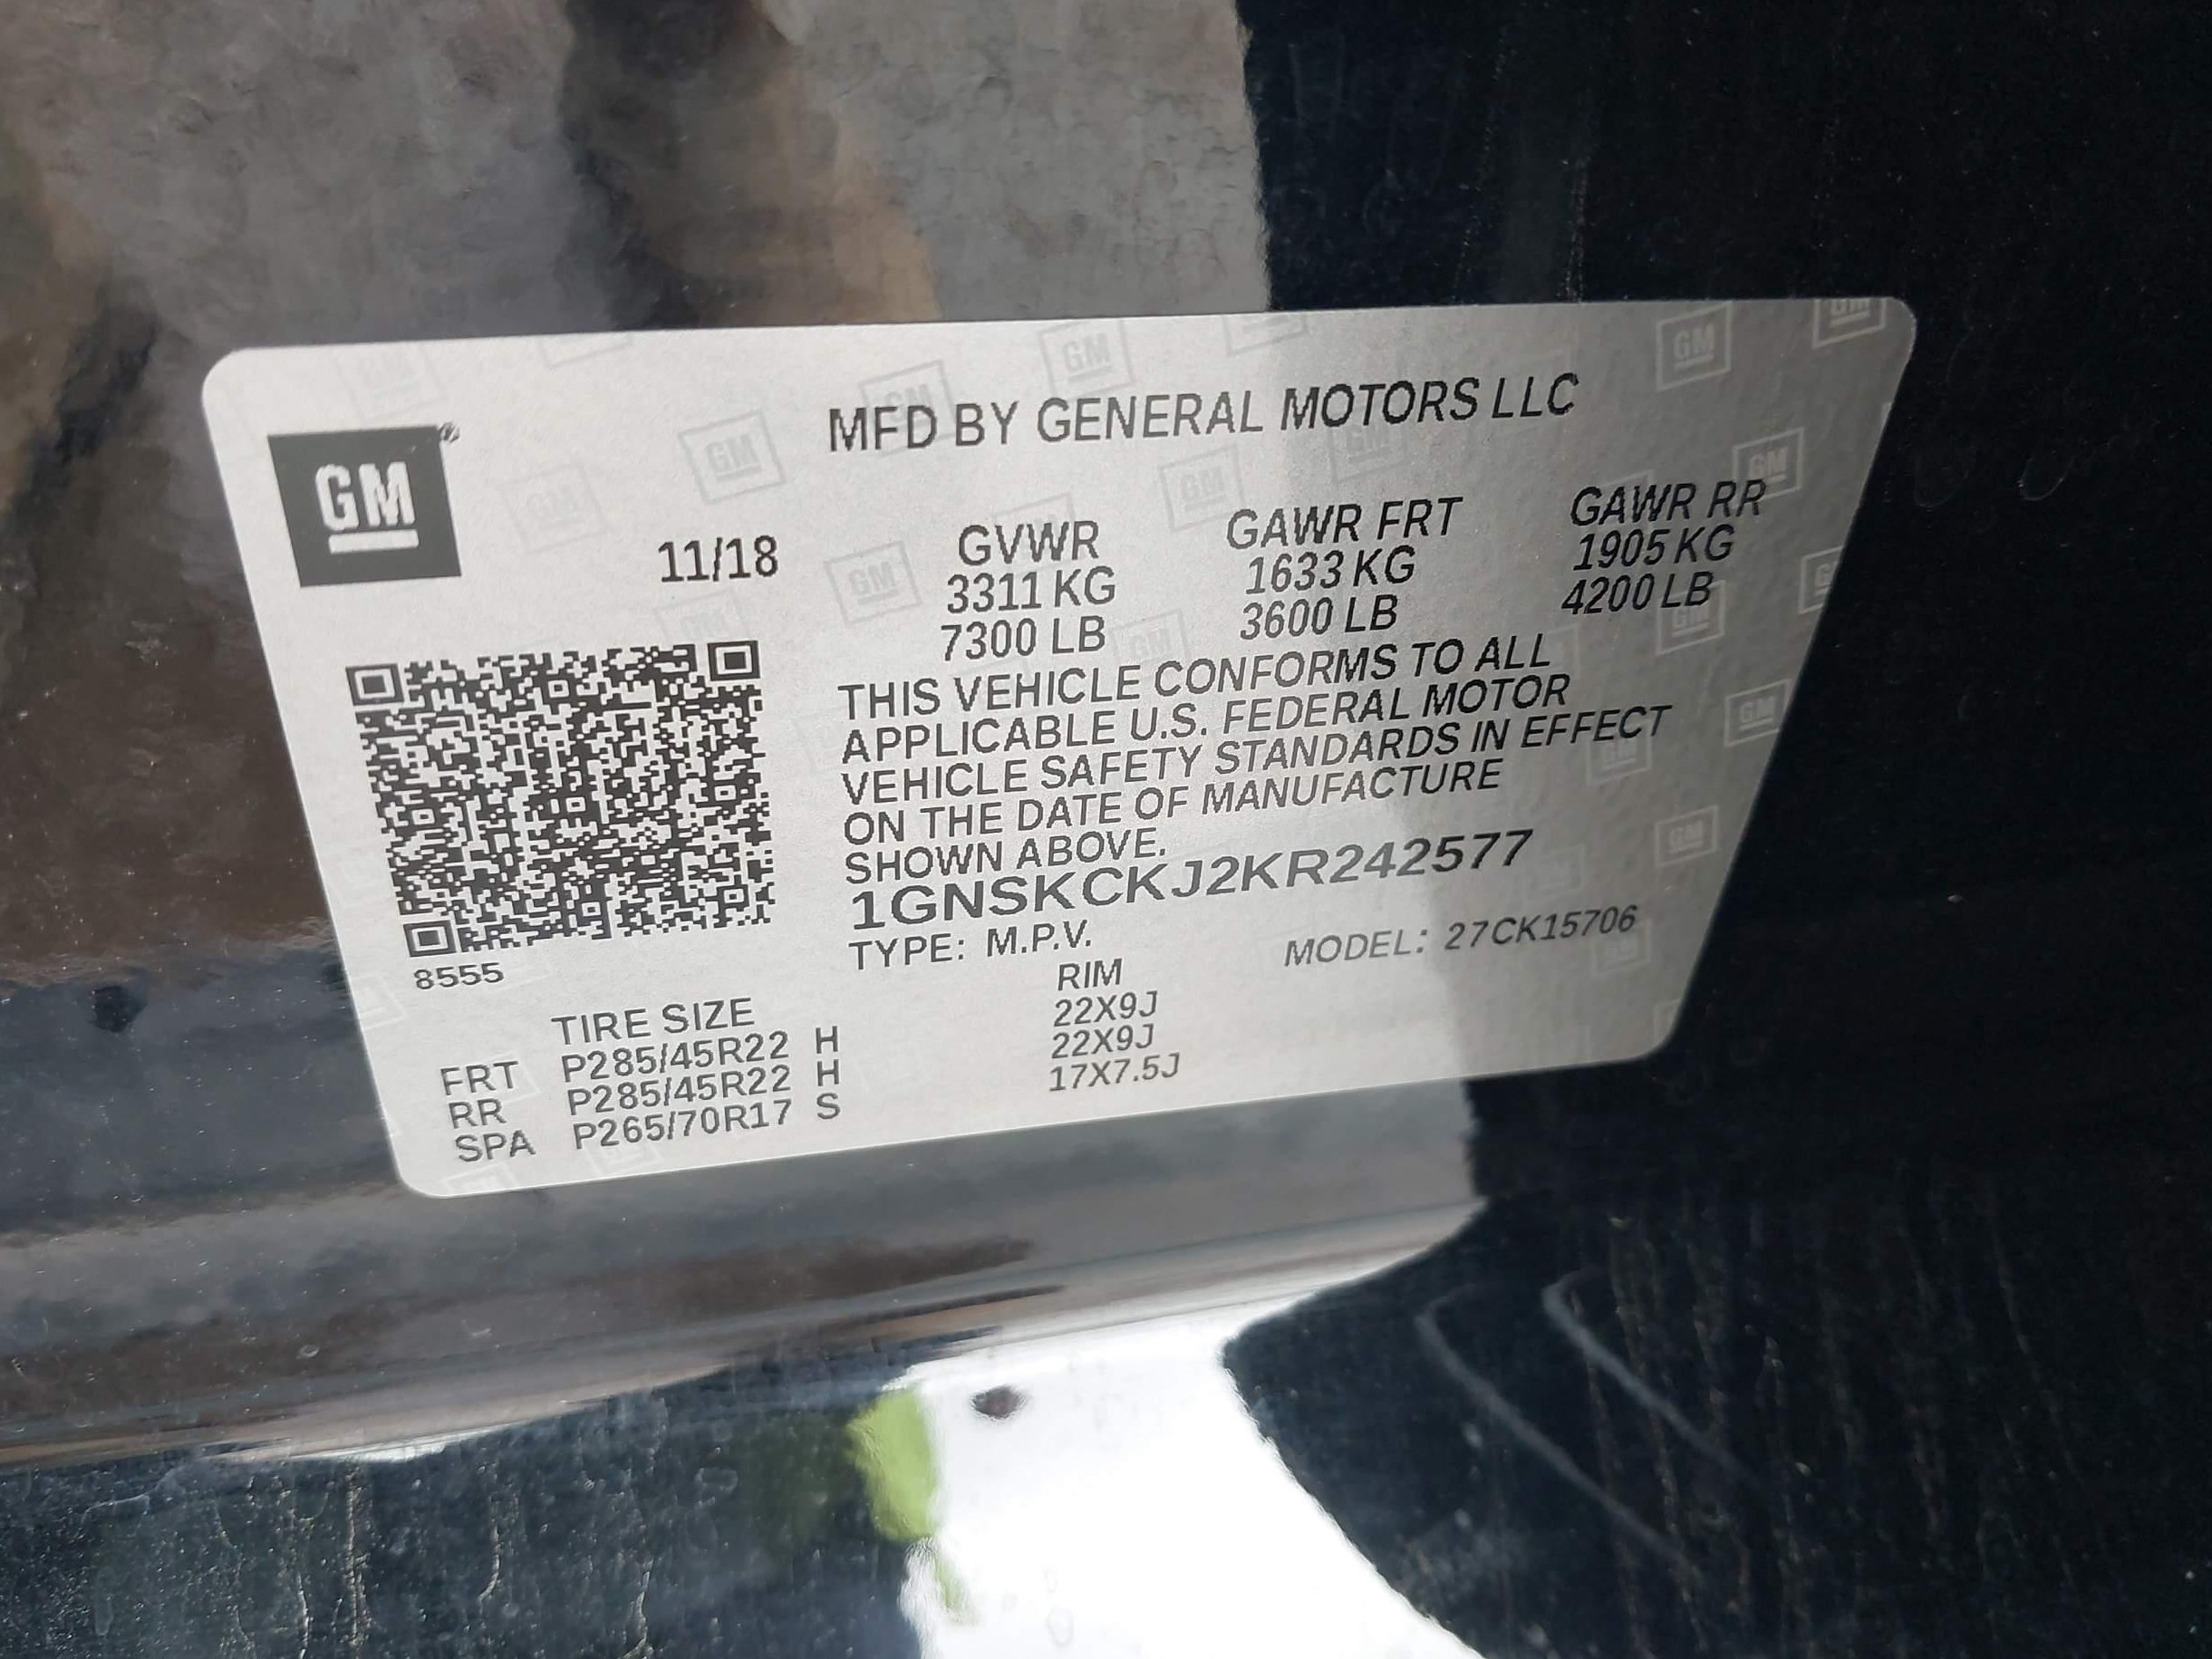 MFD BY GENERAL MOTORS LLC
GM®
11/18
GVWR GAWR FRT GAWR RR
3311 KG 1633 KG 1905 KG
7300 LB 3600 LB 4200 LB
THIS VEHICLE CONFORMS TO ALL
APPLICABLE U.S. FEDERAL MOTOR
VEHICLE SAFETY STANDARDS IN EFFECT
ON THE DATE OF MANUFACTURE
SHOWN ABOVE.
1GNSKCKJ2KR242577
TYPE: M.P.V. MODEL: 27CK15706
8555
TIRE SIZE RIM
FRT P285/45R22 H 22X9J
RR P285/45R22 H 22X9J
SPA P265/70R17 S 17X7.5J